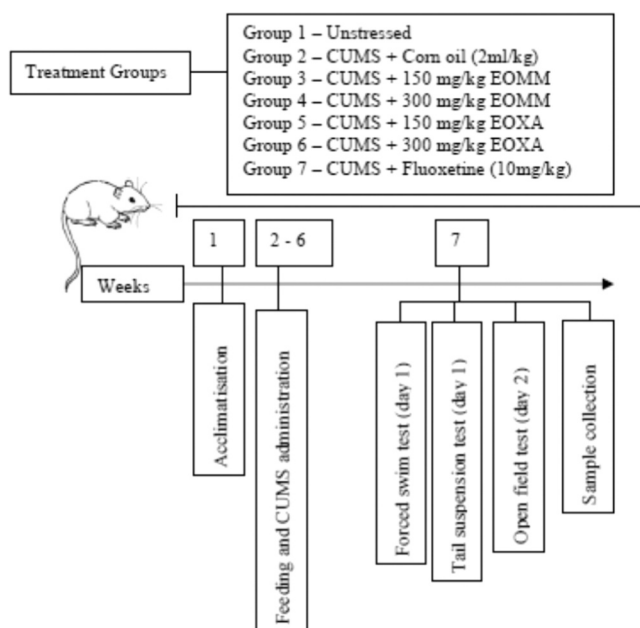 Treatment Groups
Group 1 – Unstressed
Group 2 – CUMS + Corn oil (2ml/kg)
Group 3 – CUMS + 150 mg/kg EOMM
Group 4 – CUMS + 300 mg/kg EOMM
Group 5 – CUMS + 150 mg/kg EOXA
Group 6 – CUMS + 300 mg/kg EOXA
Group 7 – CUMS + Fluoxetine (10mg/kg)
1
2 - 6
7
Weeks
Acclimatisation
Feeding and CUMS administration
Forced swim test (day 1)
Tail suspension test (day 1)
Open field test (day 2)
Sample collection